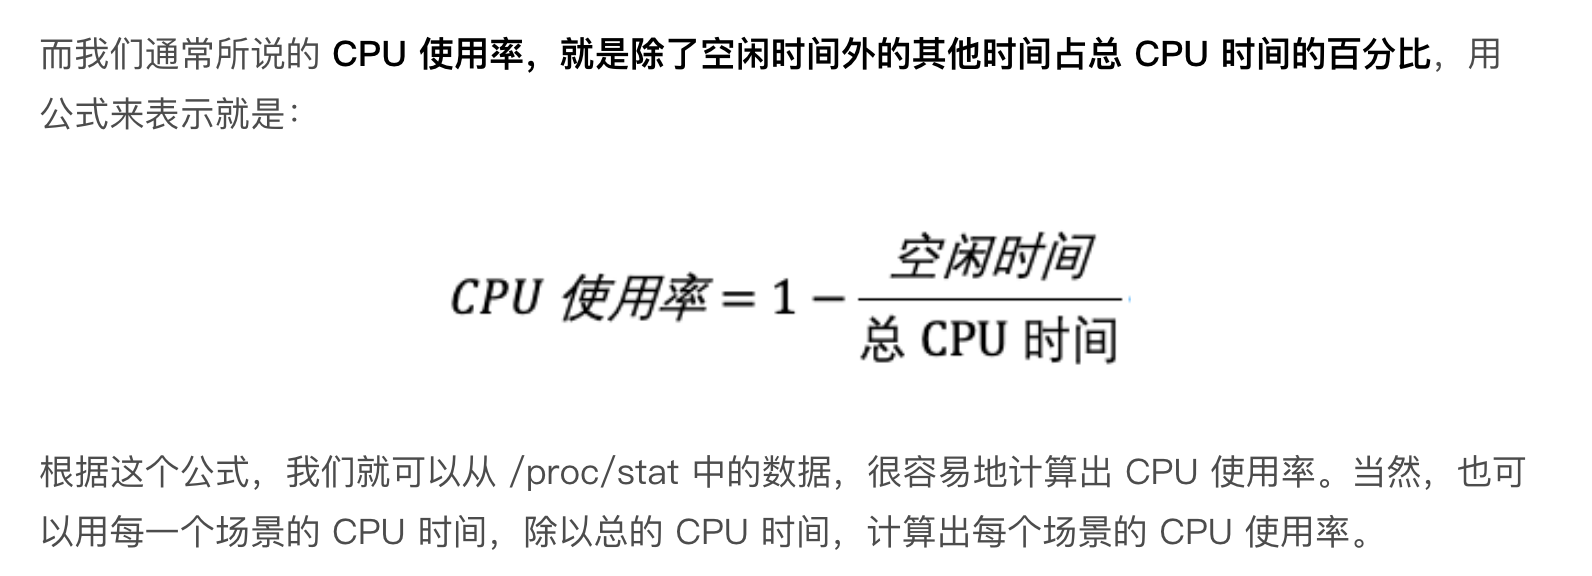 而我们通常所说的 CPU 使用率，就是除了空闲时间外的其他时间占总 CPU 时间的百分比，用
公式来表示就是：
CPU 使用率 = 1 − 空闲时间 / 总 CPU 时间
根据这个公式，我们就可以从 /proc/stat 中的数据，很容易地计算出 CPU 使用率。当然，也可
以用每一个场景的 CPU 时间，除以总的 CPU 时间，计算出每个场景的 CPU 使用率。